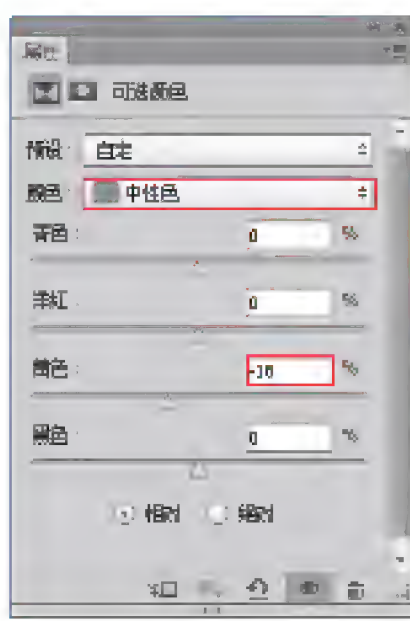 属性
可选颜色
预设: 自定
颜色: 中性色
青色: 0 %
洋红: 0 %
黄色: %
黑色: 0 %
相对 绝对